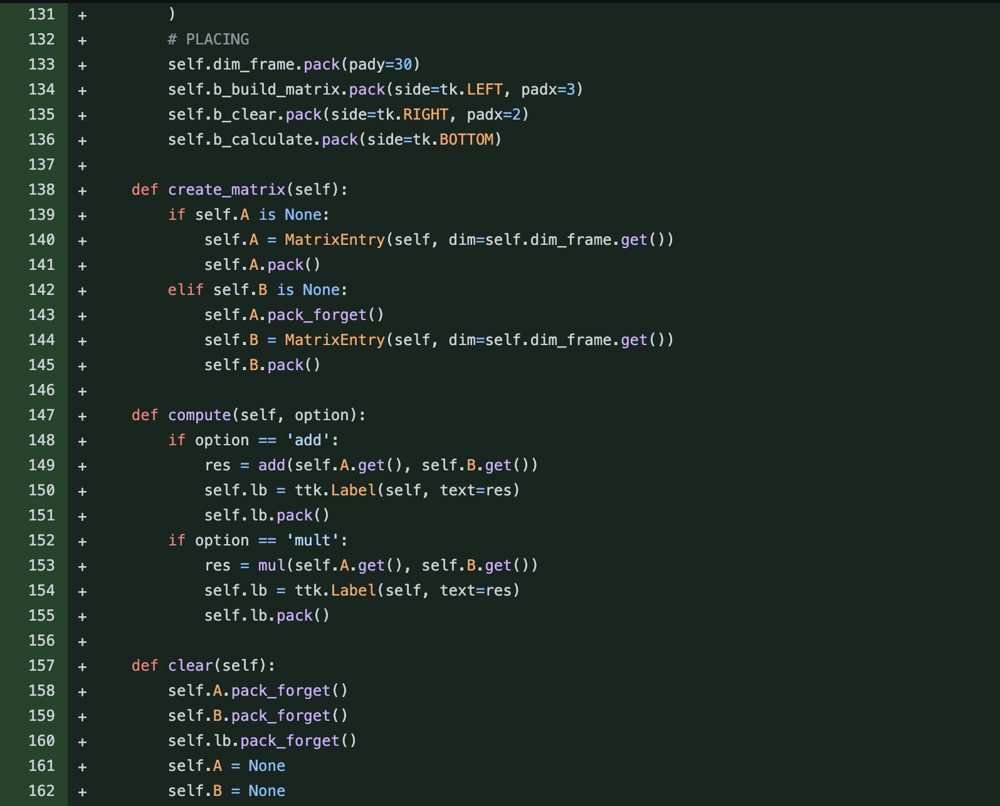 131 + )
132 + # PLACING
133 + self.dim_frame.pack(pady=30)
134 + self.b_build_matrix.pack(side=tk.LEFT, padx=3)
135 + self.b_clear.pack(side=tk.RIGHT, padx=2)
136 + self.b_calculate.pack(side=tk.BOTTOM)
137 +
138 + def create_matrix(self):
139 + if self.A is None:
140 + self.A = MatrixEntry(self, dim=self.dim_frame.get())
141 + self.A.pack()
142 + elif self.B is None:
143 + self.A.pack_forget()
144 + self.B = MatrixEntry(self, dim=self.dim_frame.get())
145 + self.B.pack()
146 +
147 + def compute(self, option):
148 + if option == 'add':
149 + res = add(self.A.get(), self.B.get())
150 + self.lb = ttk.Label(self, text=res)
151 + self.lb.pack()
152 + if option == 'mult':
153 + res = mul(self.A.get(), self.B.get())
154 + self.lb = ttk.Label(self, text=res)
155 + self.lb.pack()
156 +
157 + def clear(self):
158 + self.A.pack_forget()
159 + self.B.pack_forget()
160 + self.lb.pack_forget()
161 + self.A = None
162 + self.B = None